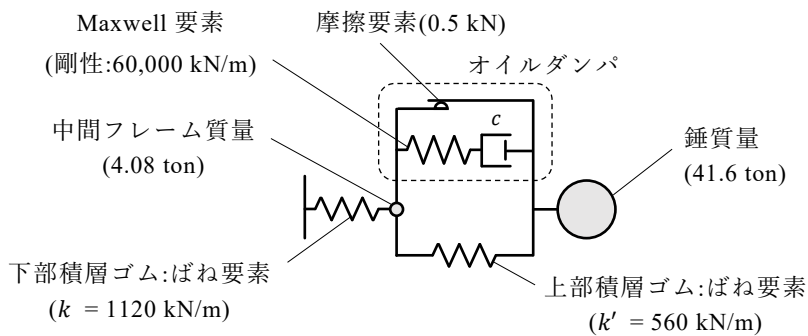 Maxwell 要素
(剛性:60,000 kN/m)
摩擦要素(0.5 kN)
オイルダンパ
c
中間フレーム質量
(4.08 ton)
錘質量
(41.6 ton)
下部積層ゴム:ばね要素
(k = 1120 kN/m)
上部積層ゴム:ばね要素
(k′ = 560 kN/m)